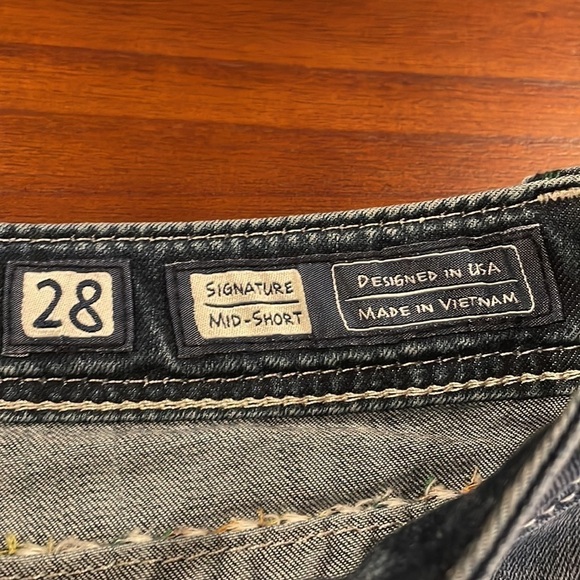 28
SIGNATURE
MID-SHORT
DESIGNED IN USA
MADE IN VIETNAM